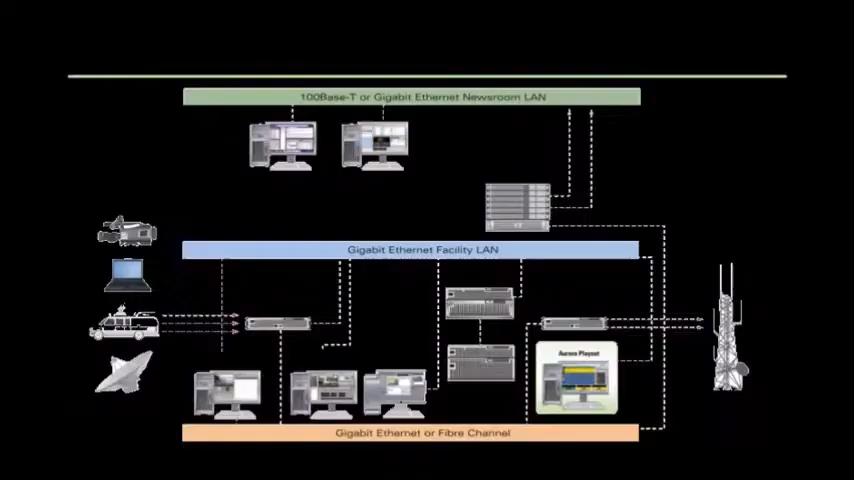 100Base-T or Gigabit Ethernet Newsroom LAN
Gigabit Ethernet Facility LAN
Aurora Playout
Gigabit Ethernet or Fibre Channel